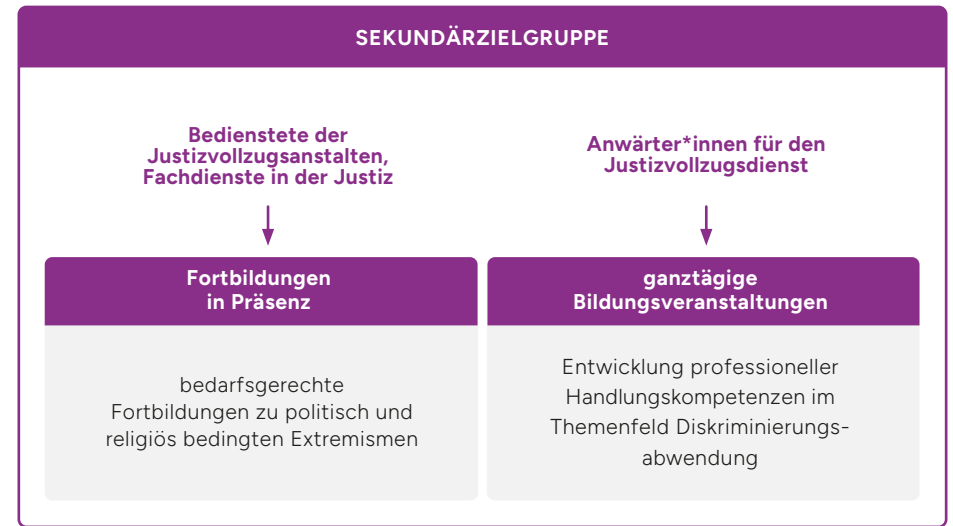 SEKUNDÄRZIELGRUPPE
Bedienstete der
Justizvollzugsanstalten,
Fachdienste in der Justiz
Anwärter*innen für den
Justizvollzugsdienst
Fortbildungen
in Präsenz
ganztägige
Bildungsveranstaltungen
bedarfsgerechte
Fortbildungen zu politisch und
religiös bedingten Extremismen
Entwicklung professioneller
Handlungskompetenzen im
Themenfeld Diskriminierungs-
abwendung